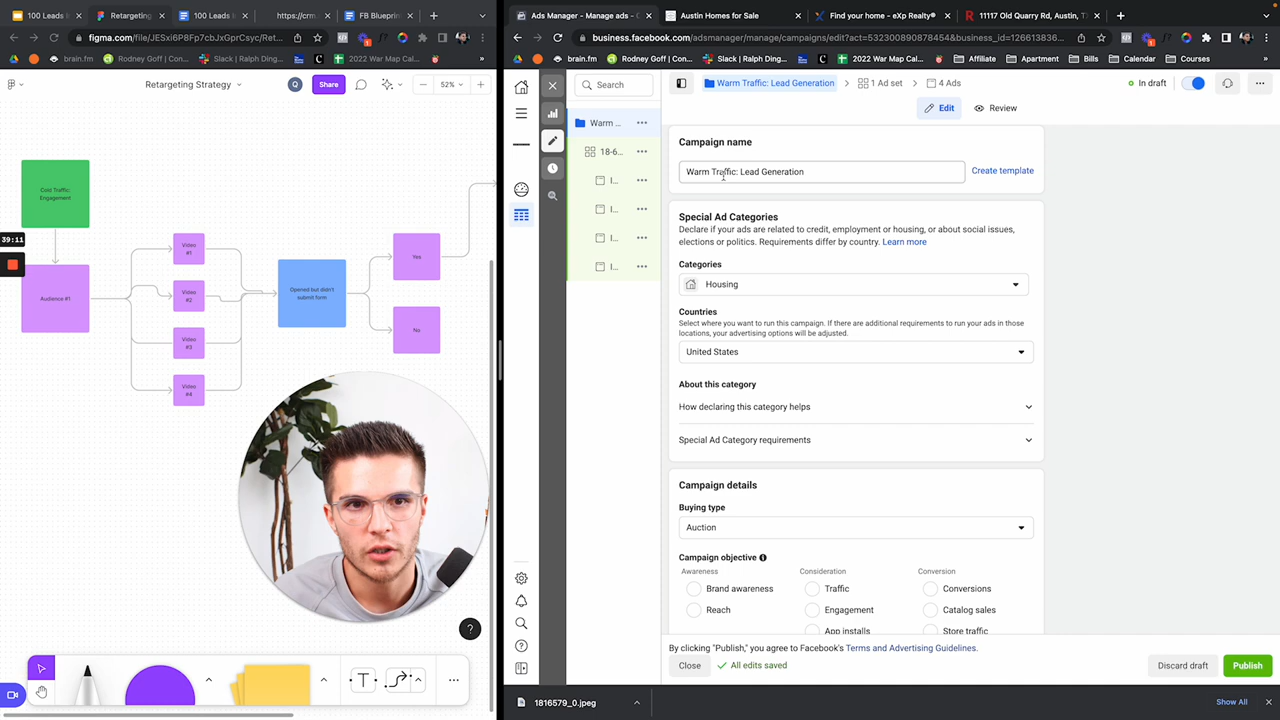 100 Leads I
Retargeting
100 Leads I
https://crm.
FB Blueprin
figma.com/file/JESxi6P8Fp7cbJxGprCsyc/Ret...
brain.fm
Rodney Goff | Con...
Slack | Ralph Ding...
CT
2022 War Map Cal...
Retargeting Strategy
Q
Share
52%
Cold Traffic:
Engagement
39:11
Audience #1
Video
#1
Video
#2
Video
#3
Video
#4
Opened but didn't
submit form
Yes
No
?
T
Ads Manager - Manage ads - C
Austin Homes for Sale
Find your home - eXp Realty®
11117 Old Quarry Rd, Austin, T
business.facebook.com/adsmanager/manage/campaigns/edit?act=532300890878454&business_id=12661386...
brain.fm
Rodney Goff | Con...
Slack | Ralph Ding...
CT
2022 War Map Cal...
Affiliate
Apartment
Bills
Calendar
Courses
Search
Warm Traffic: Lead Generation
1 Ad set
4 Ads
In draft
Edit
Review
Warm ...
18-6...
I...
I...
I...
I...
Campaign name
Warm Traffic: Lead Generation
Create template
Special Ad Categories
Declare if your ads are related to credit, employment or housing, or about social issues,
elections or politics. Requirements differ by country. Learn more
Categories
Housing
Countries
Select where you want to run this campaign. If there are additional requirements to run your ads in those
locations, your advertising options will be adjusted.
United States
About this category
How declaring this category helps
Special Ad Category requirements
Campaign details
Buying type
Auction
Campaign objective
Awareness
Consideration
Conversion
Brand awareness
Traffic
Conversions
Reach
Engagement
Catalog sales
App installs
Store traffic
By clicking "Publish," you agree to Facebook's Terms and Advertising Guidelines.
Close
All edits saved
Discard draft
Publish
1816579_0.jpeg
Show All